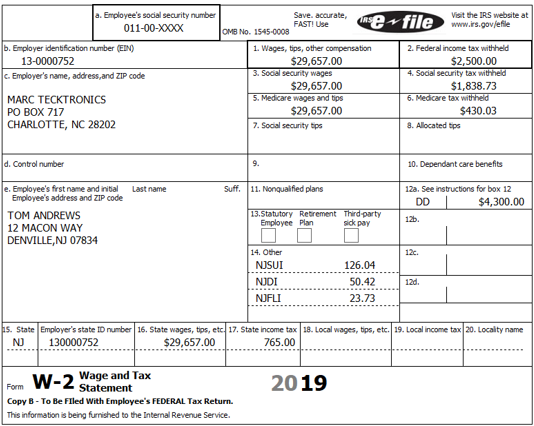 a. Employee's social security number
011-00-XXXX
OMB No. 1545-0008
Save. accurate,
FAST! Use
IRS e-file
Visit the IRS website at
www.irs.gov/efile
b. Employer identification number (EIN)
13-0000752
1. Wages, tips, other compensation
$29,657.00
2. Federal income tax withheld
$2,500.00
c. Employer's name, address,and ZIP code
MARC TECKTRONICS
PO BOX 717
CHARLOTTE, NC 28202
3. Social security wages
$29,657.00
4. Social security tax withheld
$1,838.73
5. Medicare wages and tips
$29,657.00
6. Medicare tax withheld
$430.03
7. Social security tips
8. Allocated tips
d. Control number
9.
10. Dependant care benefits
e. Employee's first name and initial Last name Suff.
Employee's address and ZIP code
TOM ANDREWS
12 MACON WAY
DENVILLE,NJ 07834
11. Nonqualified plans
12a. See instructions for box 12
DD $4,300.00
13.Statutory Retirement Third-party
Employee Plan sick pay
12b.
14. Other
NJSUI 126.04
NJDI 50.42
NJFLI 23.73
12c.
12d.
15. State Employer's state ID number 16. State wages, tips, etc. 17. State income tax 18. Local wages, tips, etc. 19. Local income tax 20. Locality name
NJ 130000752 $29,657.00 765.00
Form W-2 Wage and Tax
Statement
2019
Copy B - To Be FIled With Employee's FEDERAL Tax Return.
This information is being furnished to the Internal Revenue Service.